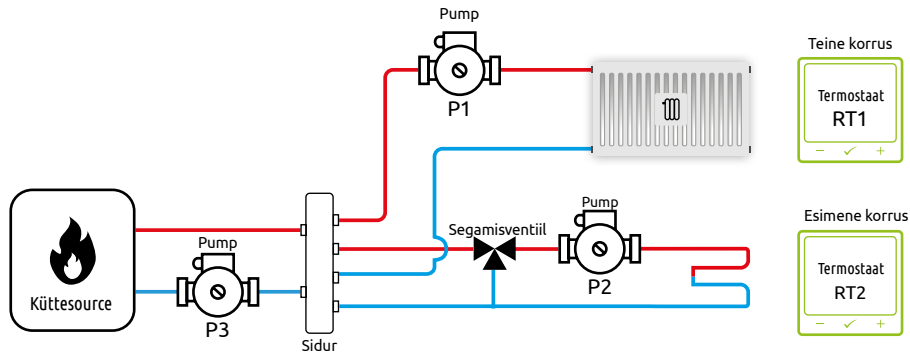 Pump
P1
Teine korrus
Termostaat
RT1
− ✓ +
Küttesource
Pump
P3
Sidur
Segamisventiil
Pump
P2
Esimene korrus
Termostaat
RT2
− ✓ +